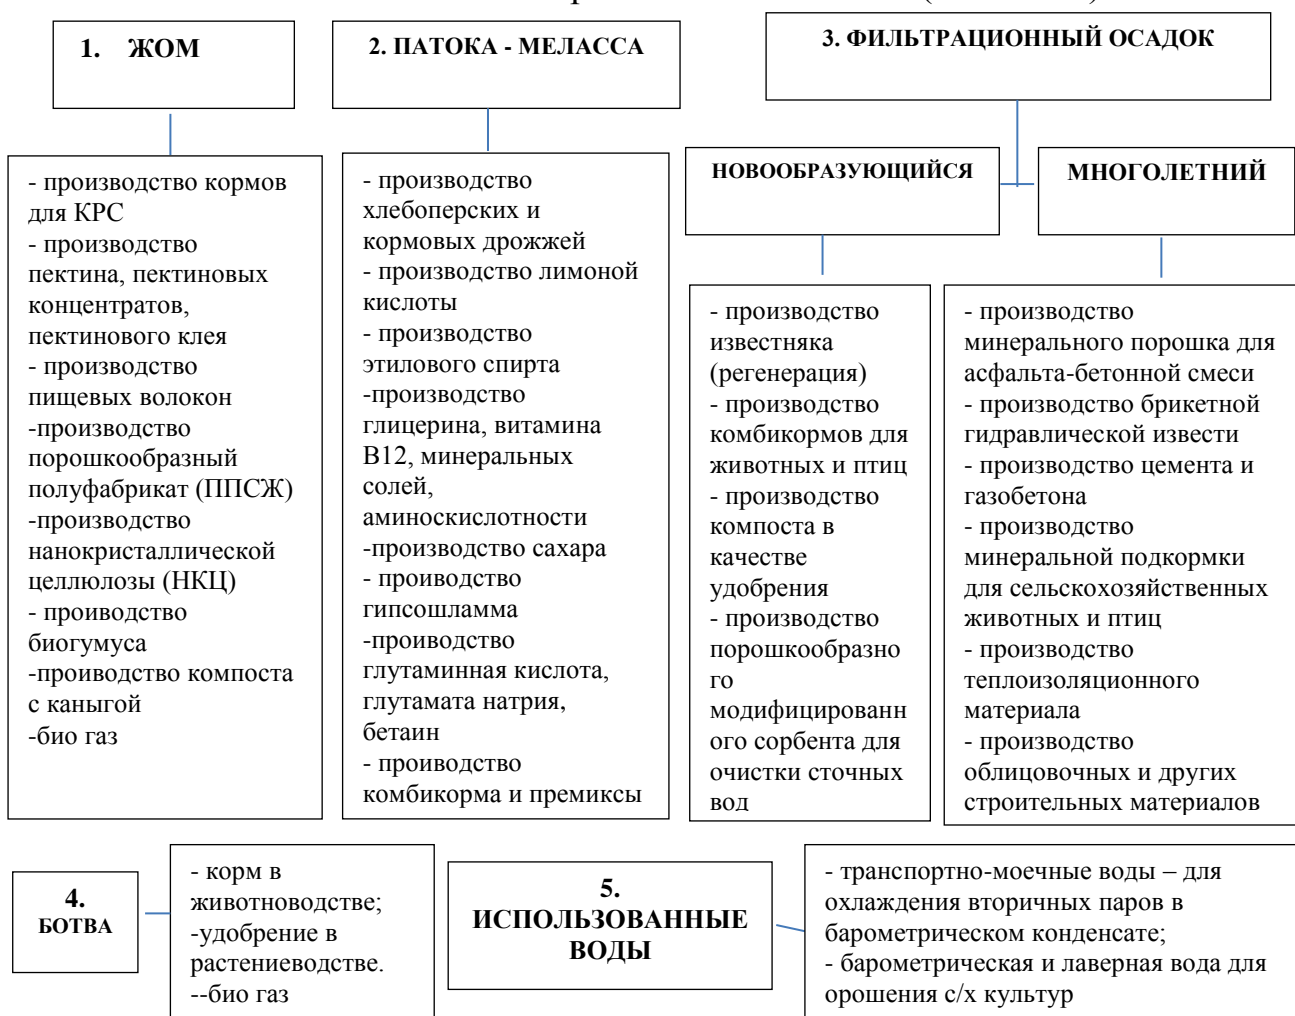 1. ЖОМ
2. ПАТОКА - МЕЛАССА
3. ФИЛЬТРАЦИОННЫЙ ОСАДОК
- производство кормов
для КРС
- производство
пектина, пектиновых
концентратов,
пектинового клея
- производство
пищевых волокон
-производство
порошкообразный
полуфабрикат (ППСЖ)
-производство
нанокристаллической
целлюлозы (НКЦ)
- проиводство
биогумуса
-проиводство компоста
с каныгой
-био газ
- производство
хлебоперских и
кормовых дрожжей
- производство лимоной
кислоты
- производство
этилового спирта
-производство
глицерина, витамина
В12, минеральных
солей,
аминоскислотности
-производство сахара
- проиводство
гипсошламма
-проиводство
глутаминная кислота,
глутамата натрия,
бетаин
- проиводство
комбикорма и премиксы
НОВООБРАЗУЮЩИЙСЯ
- производство
известняка
(регенерация)
- производство
комбикормов для
животных и птиц
- производство
компоста в
качестве
удобрения
- производство
порошкообразно
го
модифицированн
ого сорбента для
очистки сточных
вод
МНОГОЛЕТНИЙ
- производство
минерального порошка для
асфальта-бетонной смеси
- производство брикетной
гидравлической извести
- производство цемента и
газобетона
- производство
минеральной подкормки
для сельскохозяйственных
животных и птиц
- производство
теплоизоляционного
материала
- производство
облицовочных и других
строительных материалов
4.
БОТВА
- корм в
животноводстве;
-удобрение в
растениеводстве.
--био газ
5.
ИСПОЛЬЗОВАННЫЕ
ВОДЫ
- транспортно-моечные воды – для
охлаждения вторичных паров в
барометрическом конденсате;
- барометрическая и лаверная вода для
орошения с/х культур